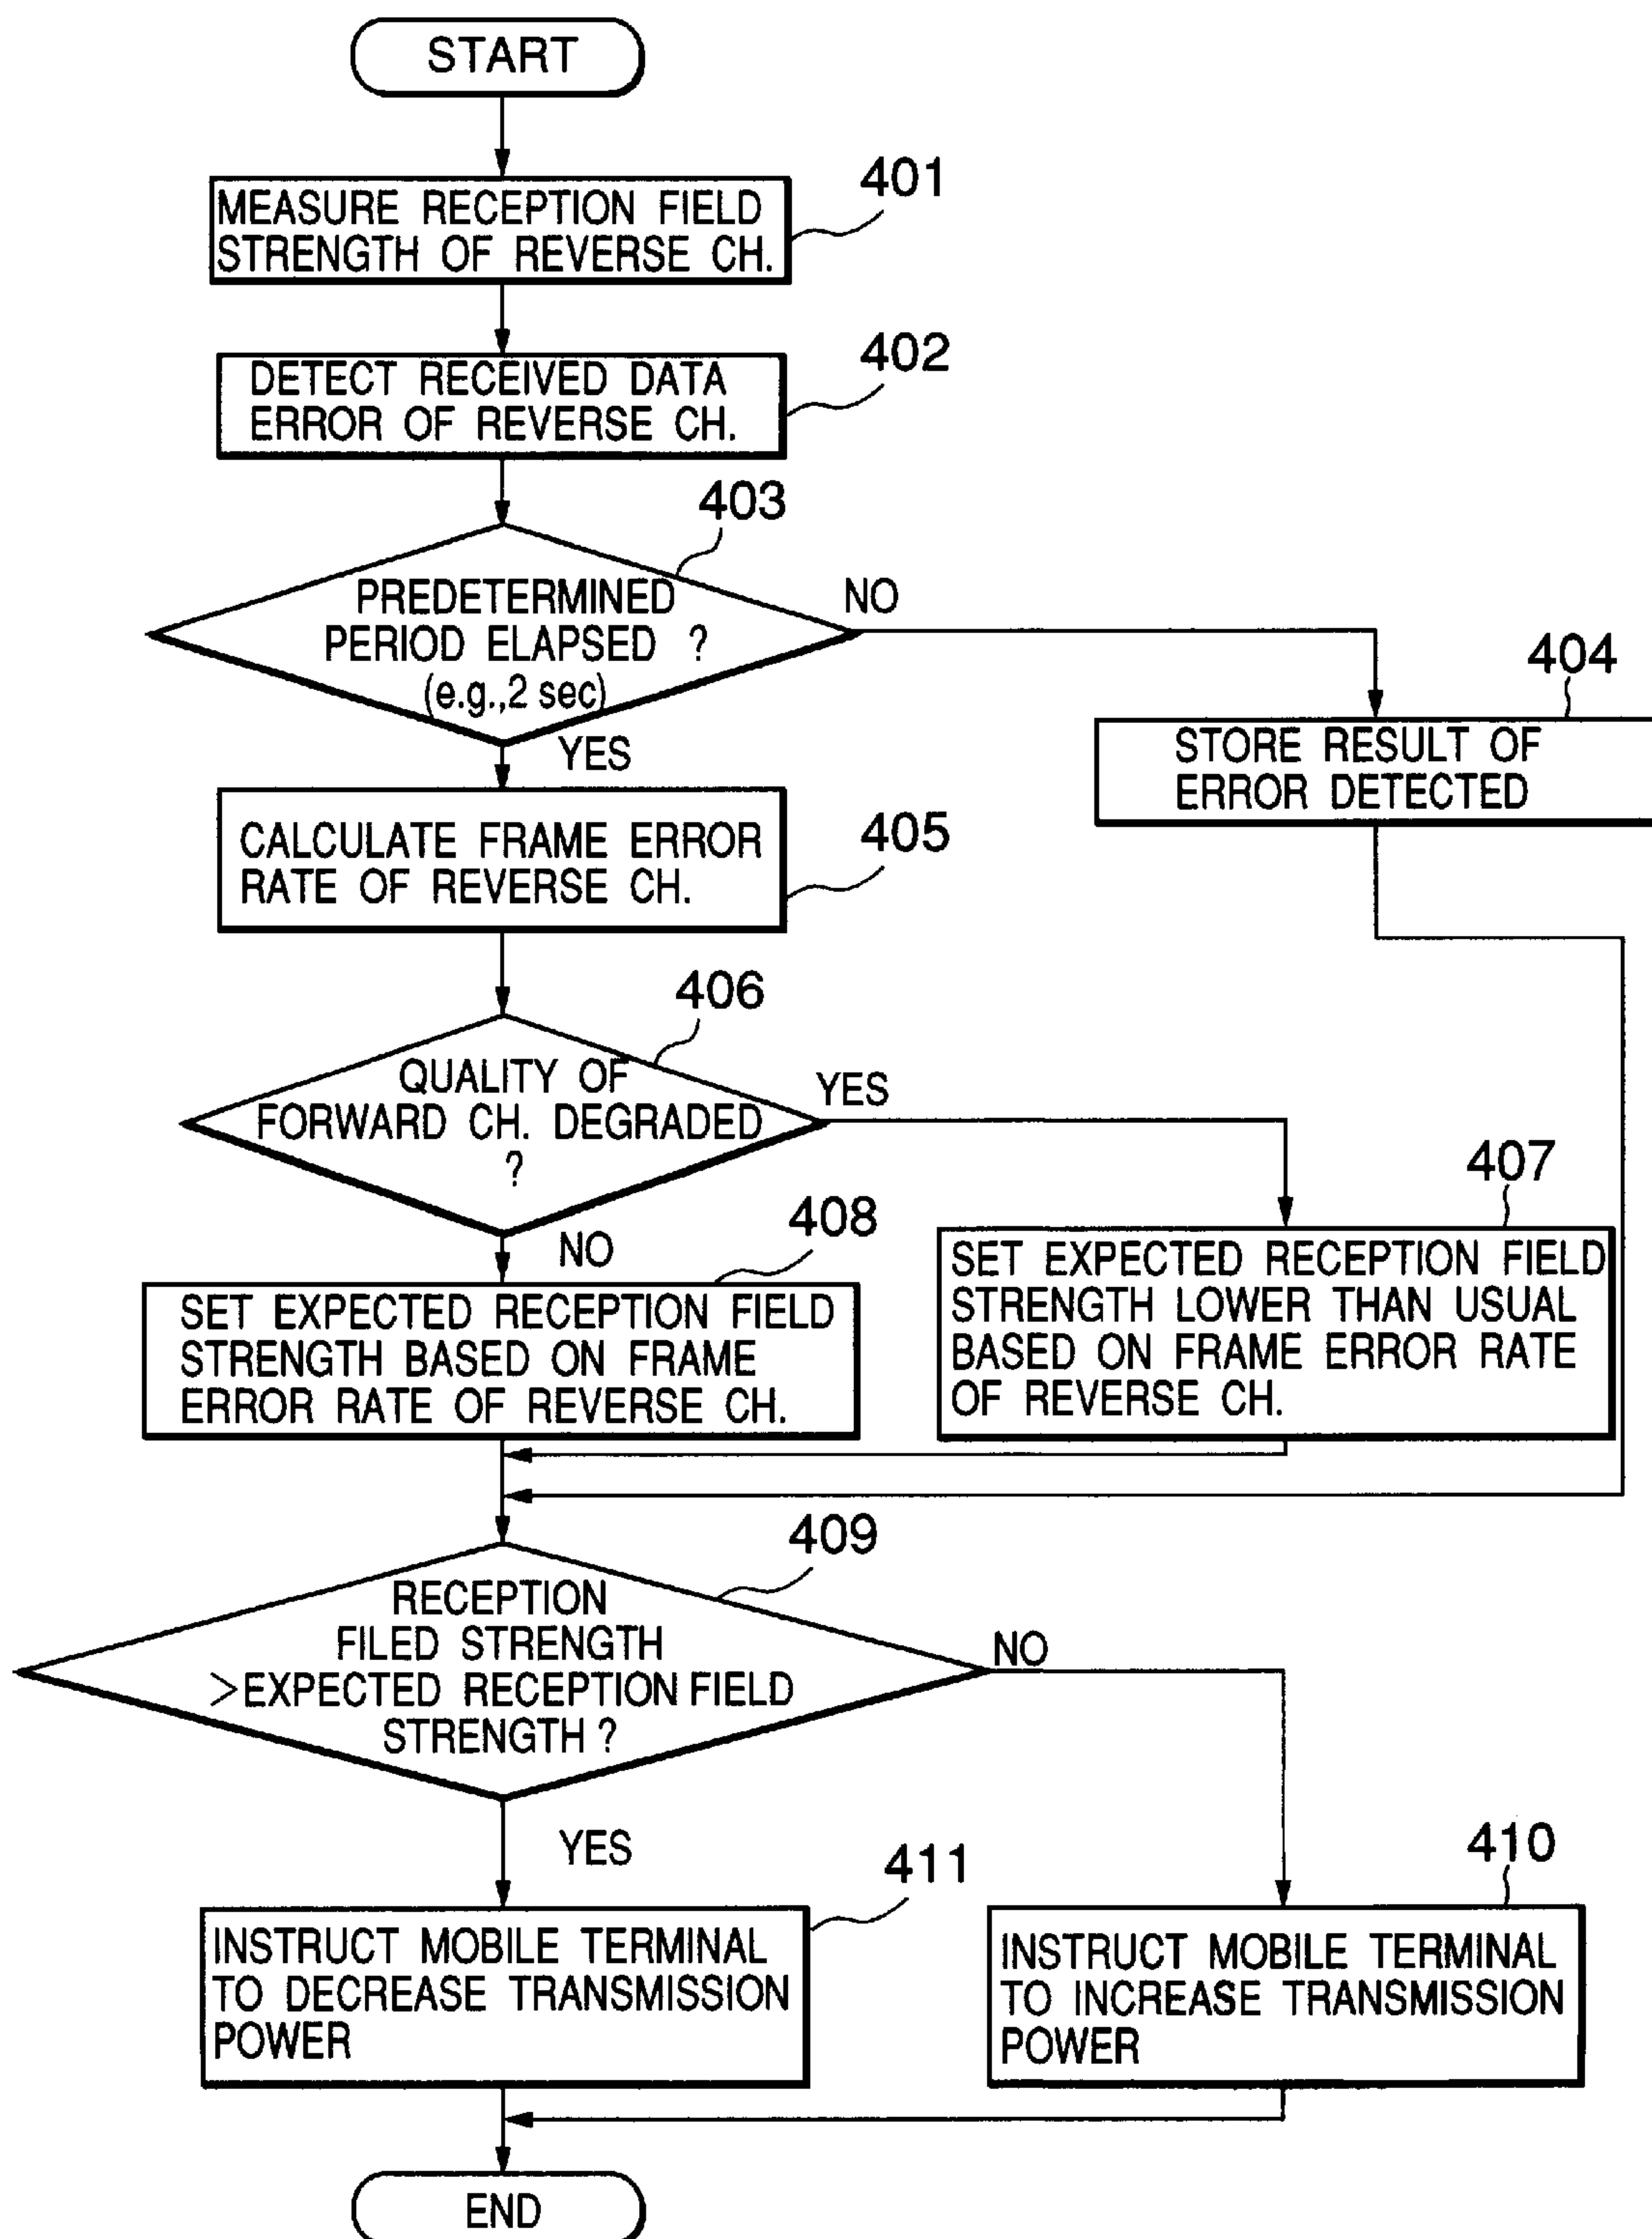 START
401
MEASURE RECEPTION FIELD
STRENGTH OF REVERSE CH.
402
DETECT RECEIVED DATA
ERROR OF REVERSE CH.
403
PREDETERMINED
PERIOD ELAPSED ?
(e.g.,2 sec)
NO
YES
404
STORE RESULT OF
ERROR DETECTED
405
CALCULATE FRAME ERROR
RATE OF REVERSE CH.
406
QUALITY OF
FORWARD CH. DEGRADED
?
YES
NO
407
SET EXPECTED RECEPTION FIELD
STRENGTH LOWER THAN USUAL
BASED ON FRAME ERROR RATE
OF REVERSE CH.
408
SET EXPECTED RECEPTION FIELD
STRENGTH BASED ON FRAME
ERROR RATE OF REVERSE CH.
409
RECEPTION
FILED STRENGTH
>EXPECTED RECEPTION FIELD
STRENGTH ?
NO
YES
411
INSTRUCT MOBILE TERMINAL
TO DECREASE TRANSMISSION
POWER
410
INSTRUCT MOBILE TERMINAL
TO INCREASE TRANSMISSION
POWER
END